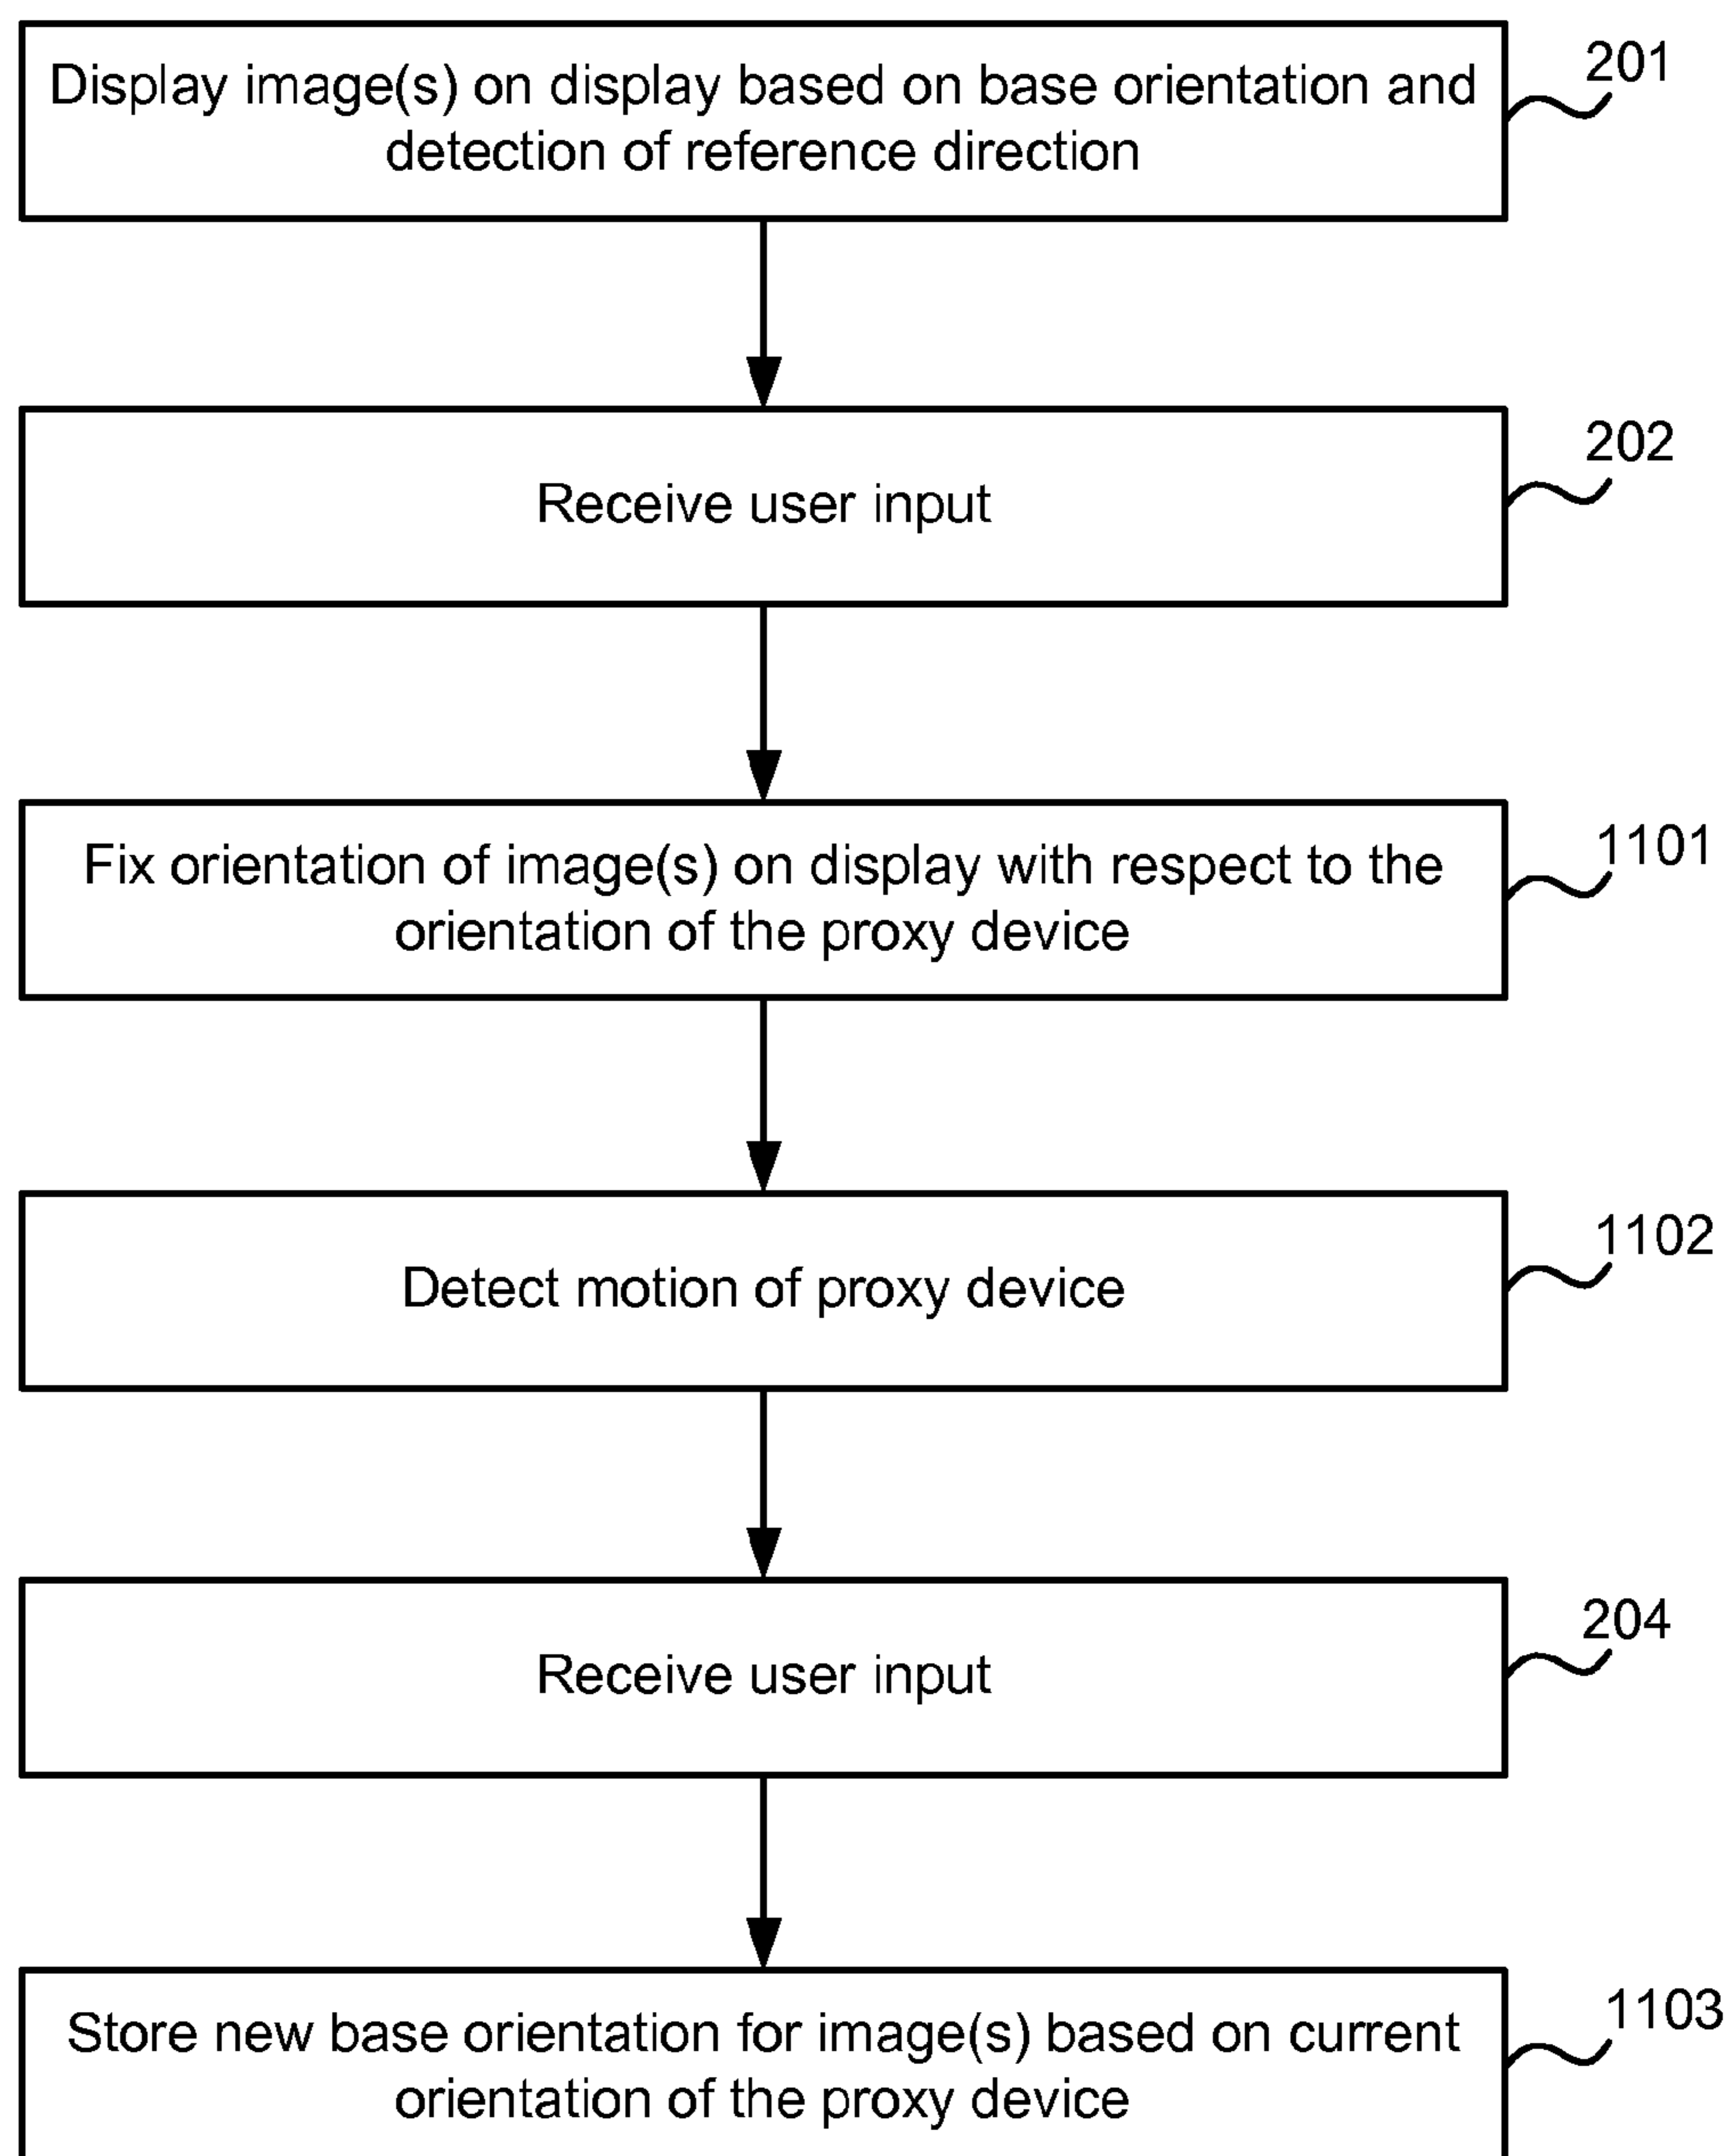 Display image(s) on display based on base orientation and
detection of reference direction
201
Receive user input
202
Fix orientation of image(s) on display with respect to the
orientation of the proxy device
1101
Detect motion of proxy device
1102
Receive user input
204
Store new base orientation for image(s) based on current
orientation of the proxy device
1103